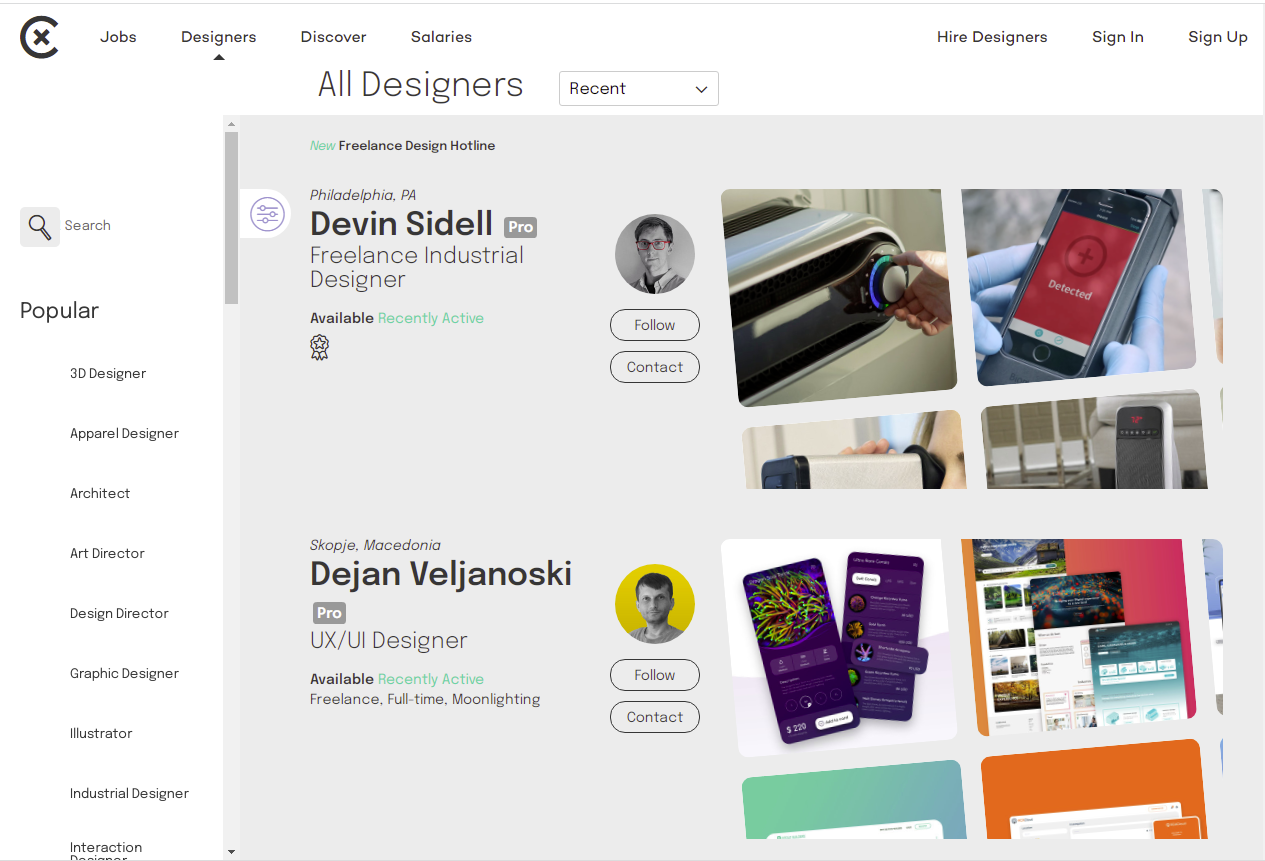 Jobs
Designers
Discover
Salaries
Hire Designers
Sign In
Sign Up
All Designers
Recent
Search
Popular
3D Designer
Apparel Designer
Architect
Art Director
Design Director
Graphic Designer
Illustrator
Industrial Designer
Interaction
Designer
New Freelance Design Hotline
Philadelphia, PA
Devin Sidell Pro
Freelance Industrial
Designer
Available Recently Active
Follow
Contact
Detected
Skopje, Macedonia
Dejan Veljanoski
Pro
UX/UI Designer
Available Recently Active
Freelance, Full-time, Moonlighting
Follow
Contact
$ 220
Add to card